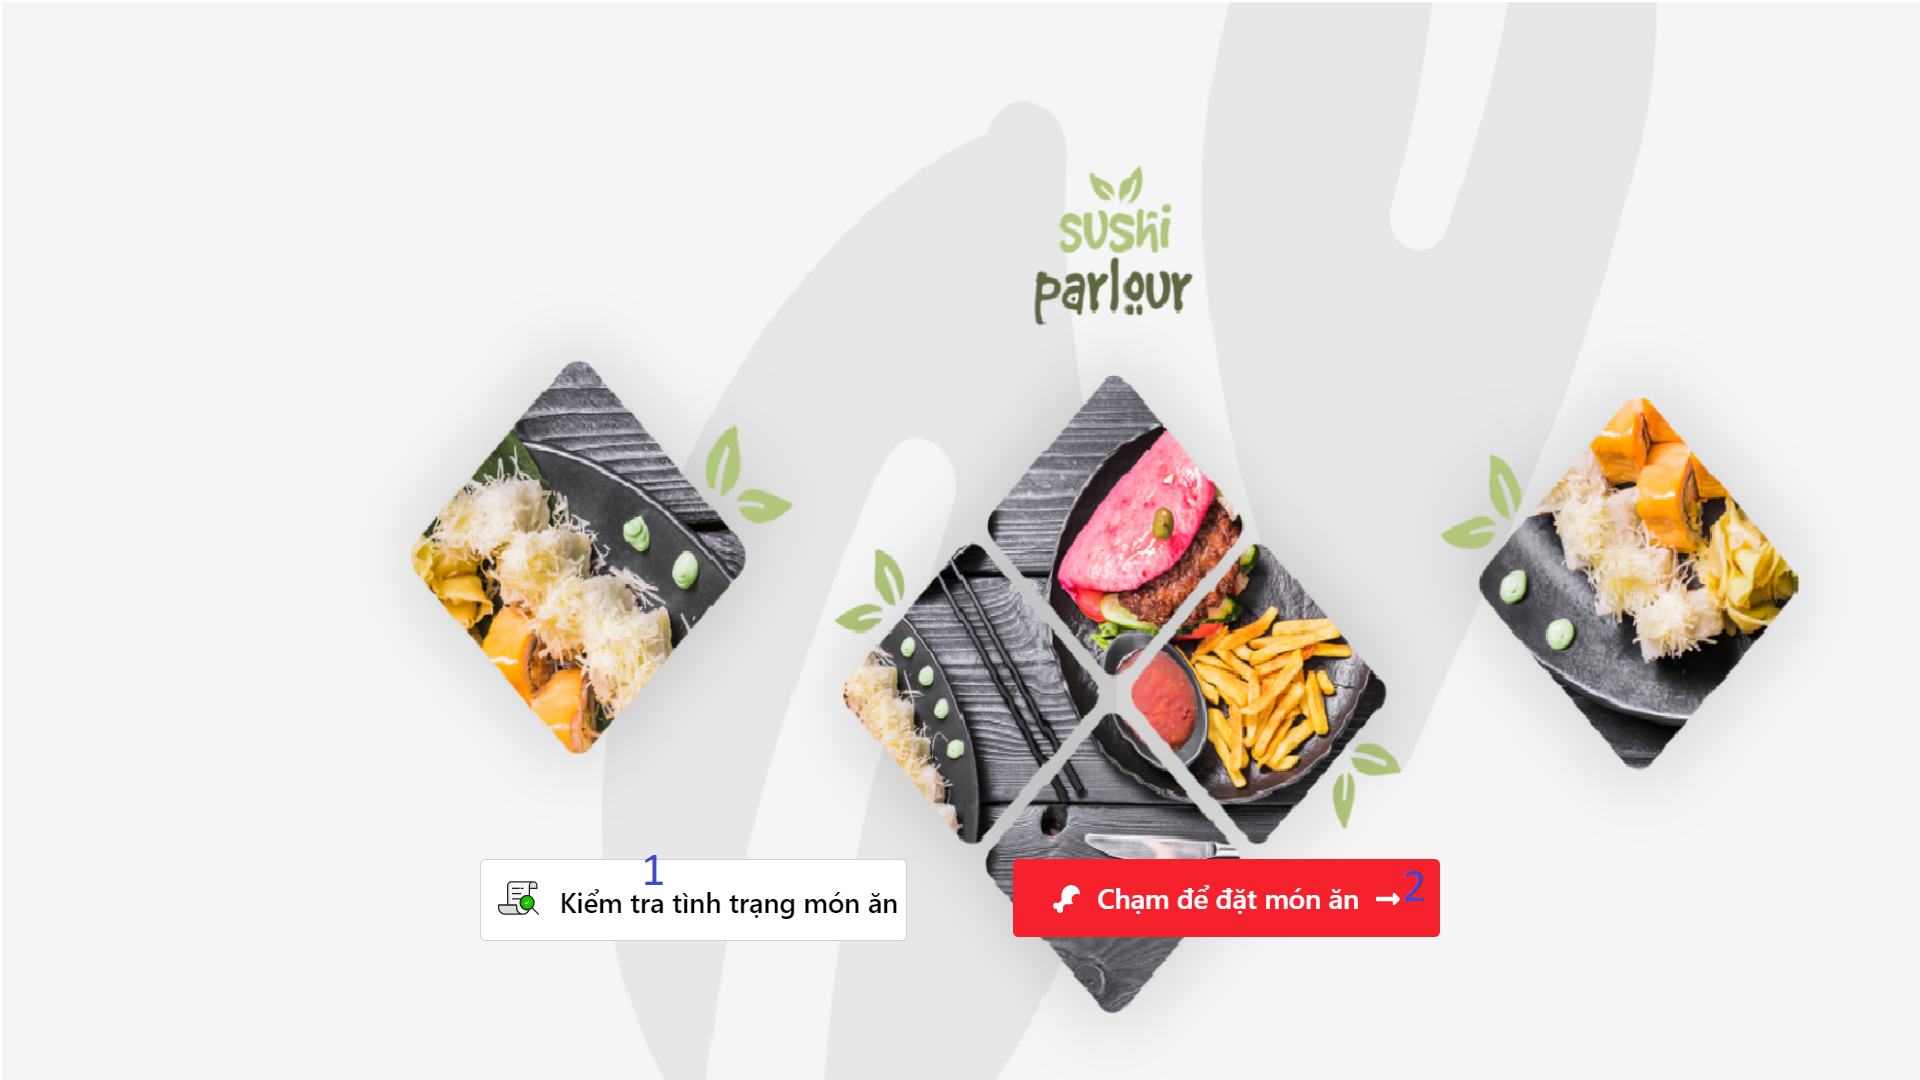 sushi
parlour
1
Kiểm tra tình trạng món ăn
Chạm để đặt món ăn → 2